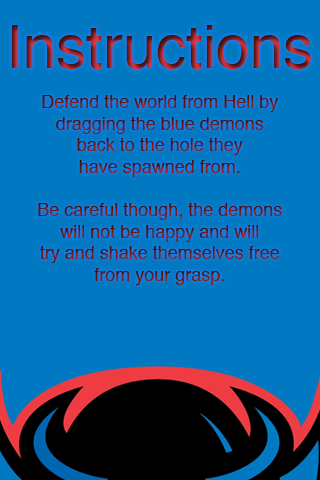 Instructions
Defend the world from Hell by
dragging the blue demons
back to the hole they
have spawned from.
Be careful though, the demons
will not be happy and will
try and shake themselves free
from your grasp.